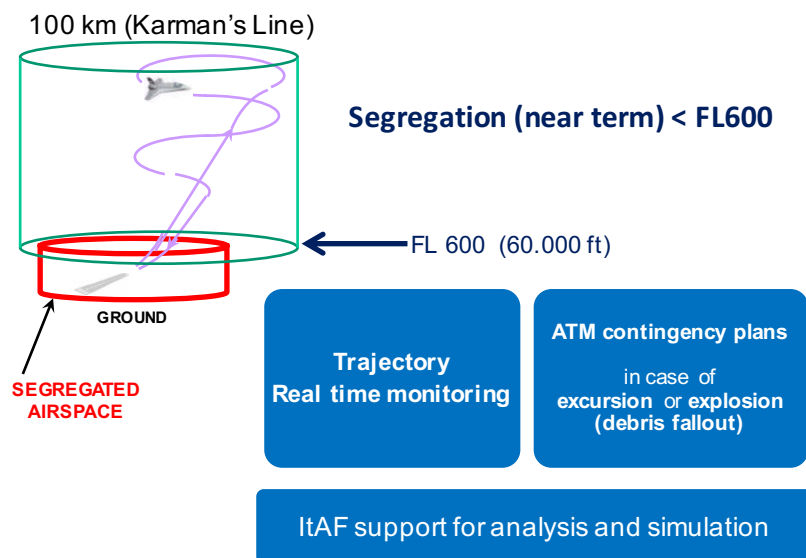 100 km (Karman's Line)
Segregation (near term) < FL600
FL 600 (60.000 ft)
GROUND
SEGREGATED
AIRSPACE
Trajectory
Real time monitoring
ATM contingency plans
in case of
excursion or explosion
(debris fallout)
ItAF support for analysis and simulation